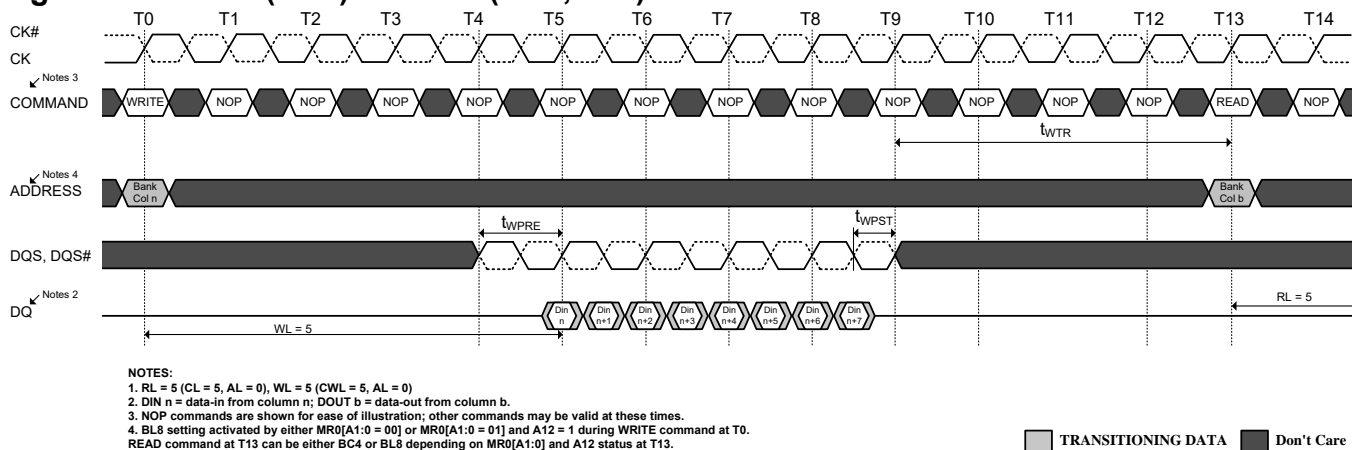 T0 T1 T2 T3 T4 T5 T6 T7 T8 T9 T10 T11 T12 T13 T14
CK#
CK
Notes 3
COMMAND
WRITE NOP NOP NOP NOP NOP NOP NOP NOP NOP NOP NOP NOP READ NOP
tWTR
Notes 4
ADDRESS
Bank Col n
Bank Col b
tWPRE
tWPST
DQS, DQS#
Notes 2
DQ
Din n
Din n+1
Din n+2
Din n+3
Din n+4
Din n+5
Din n+6
Din n+7
RL = 5
WL = 5
NOTES:
1. RL = 5 (CL = 5, AL = 0), WL = 5 (CWL = 5, AL = 0)
2. DIN n = data-in from column n; DOUT b = data-out from column b.
3. NOP commands are shown for ease of illustration; other commands may be valid at these times.
4. BL8 setting activated by either MR0[A1:0 = 00] or MR0[A1:0 = 01] and A12 = 1 during WRITE command at T0.
READ command at T13 can be either BC4 or BL8 depending on MR0[A1:0] and A12 status at T13.
TRANSITIONING DATA
Don't Care